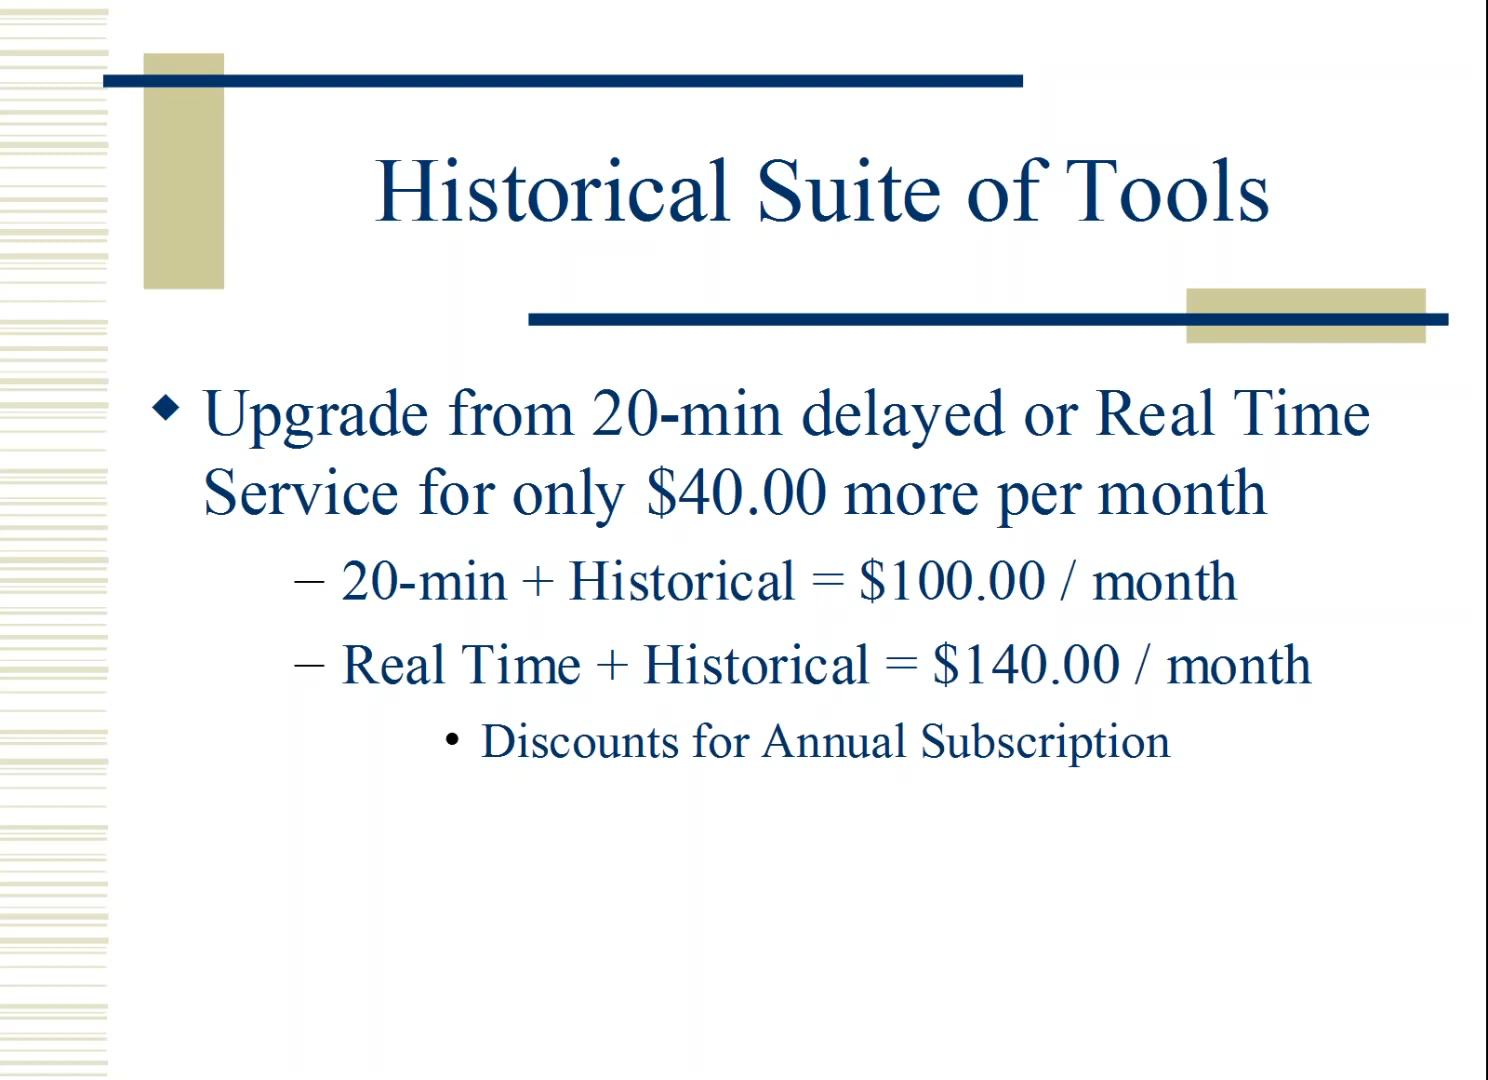 Historical Suite of Tools
◆ Upgrade from 20-min delayed or Real Time
Service for only $40.00 more per month
– 20-min + Historical = $100.00 / month
– Real Time + Historical = $140.00 / month
• Discounts for Annual Subscription